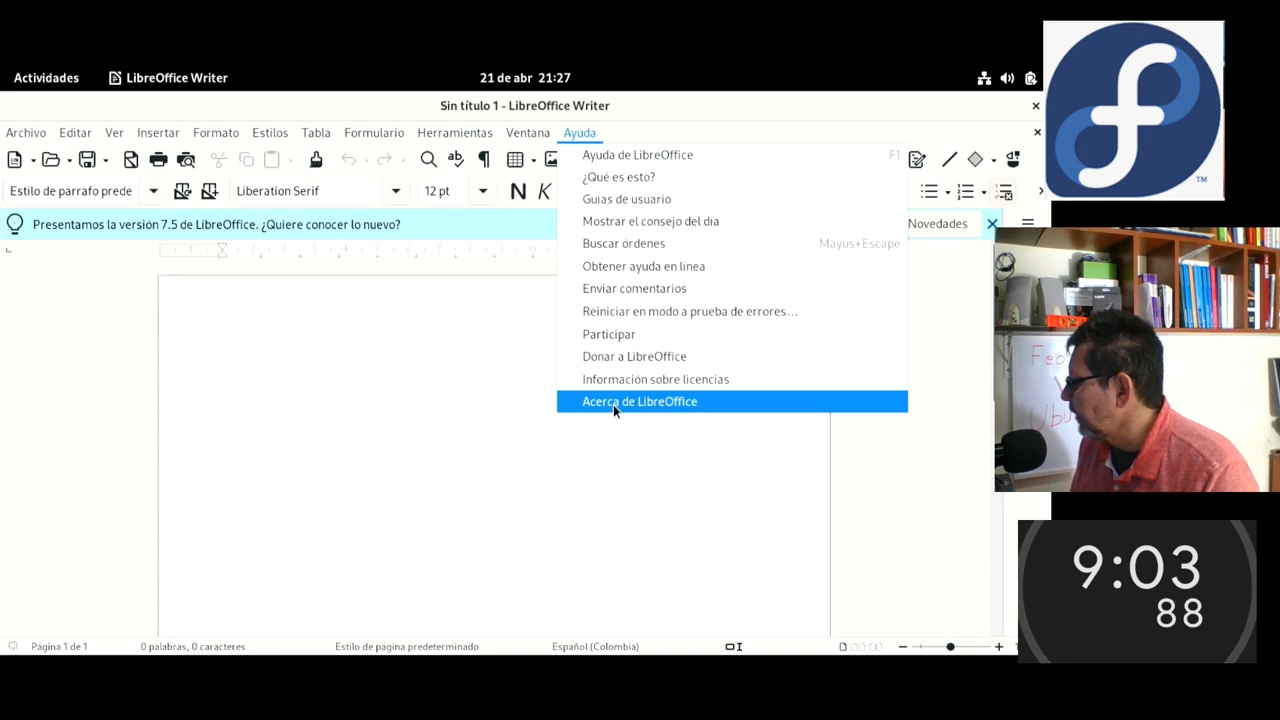 Actividades
LibreOffice Writer
21 de abr 21:27
Sin título 1 - LibreOffice Writer
Archivo Editar Ver Insertar Formato Estilos Tabla Formulario Herramientas Ventana Ayuda
Estilo de párrafo prede
Liberation Serif
12 pt
N K
Presentamos la versión 7.5 de LibreOffice. ¿Quiere conocer lo nuevo?
Novedades
Ayuda de LibreOffice F1
¿Qué es esto?
Guías de usuario
Mostrar el consejo del día
Buscar órdenes Mayus+Escape
Obtener ayuda en línea
Enviar comentarios
Reiniciar en modo a prueba de errores...
Participar
Donar a LibreOffice
Información sobre licencias
Acerca de LibreOffice
Página 1 de 1
0 palabras, 0 caracteres
Estilo de página predeterminado
Español (Colombia)
TM
9:03
88